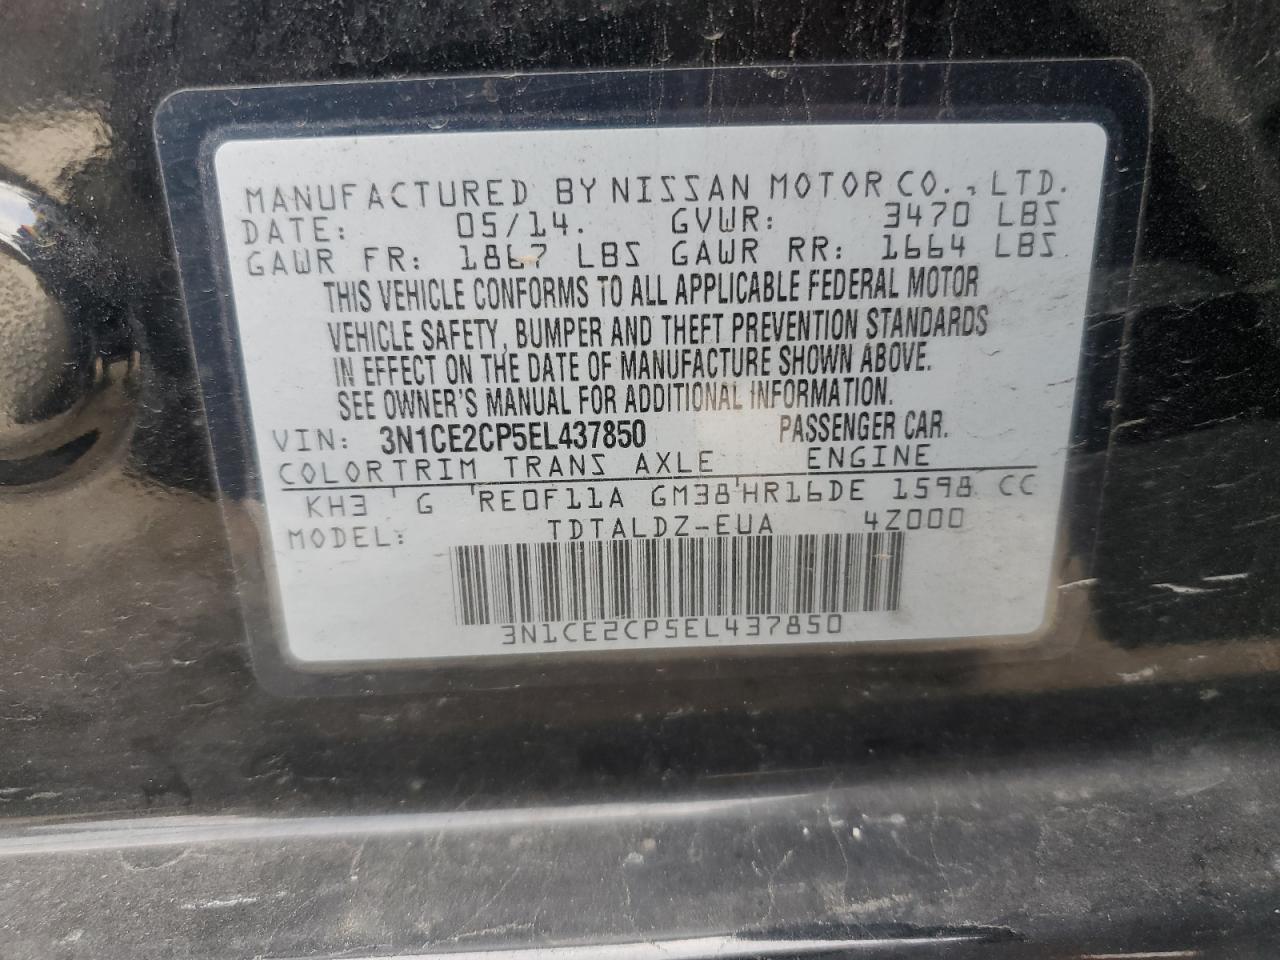 MANUFACTURED BY NISSAN MOTOR CO., LTD.
DATE: 05/14. GVWR: 3470 LBS
GAWR FR: 1867 LBS GAWR RR: 1664 LBS.
THIS VEHICLE CONFORMS TO ALL APPLICABLE FEDERAL MOTOR
VEHICLE SAFETY, BUMPER AND THEFT PREVENTION STANDARDS
IN EFFECT ON THE DATE OF MANUFACTURE SHOWN ABOVE.
SEE OWNER'S MANUAL FOR ADDITIONAL INFORMATION.
VIN: 3N1CE2CP5EL437850 PASSENGER CAR.
COLOR TRIM TRANS AXLE ENGINE
KH3 G RE0F11A GM38 HR16DE 1598 CC
MODEL: TDTALDZ-EUA 4Z000
3N1CE2CP5EL437850